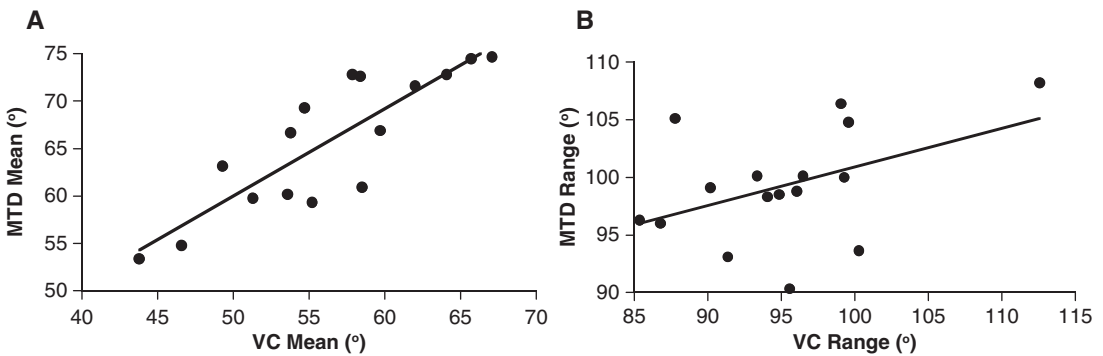 A
75
70
65
60
55
50
MTD Mean (°)
40 45 50 55 60 65 70
VC Mean (°)
B
110
105
100
95
90
MTD Range (°)
85 90 95 100 105 110 115
VC Range (°)